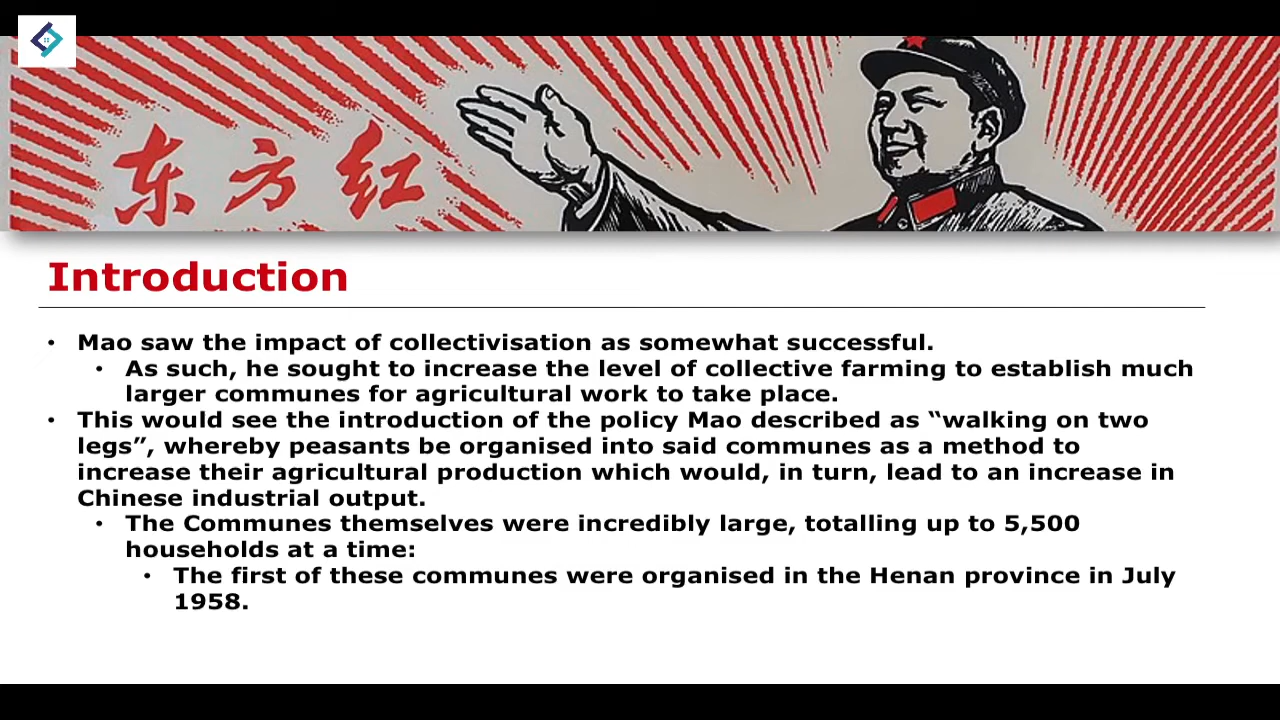 东方红
Introduction
• Mao saw the impact of collectivisation as somewhat successful.
• As such, he sought to increase the level of collective farming to establish much
larger communes for agricultural work to take place.
• This would see the introduction of the policy Mao described as “walking on two
legs”, whereby peasants be organised into said communes as a method to
increase their agricultural production which would, in turn, lead to an increase in
Chinese industrial output.
• The Communes themselves were incredibly large, totalling up to 5,500
households at a time:
• The first of these communes were organised in the Henan province in July
1958.